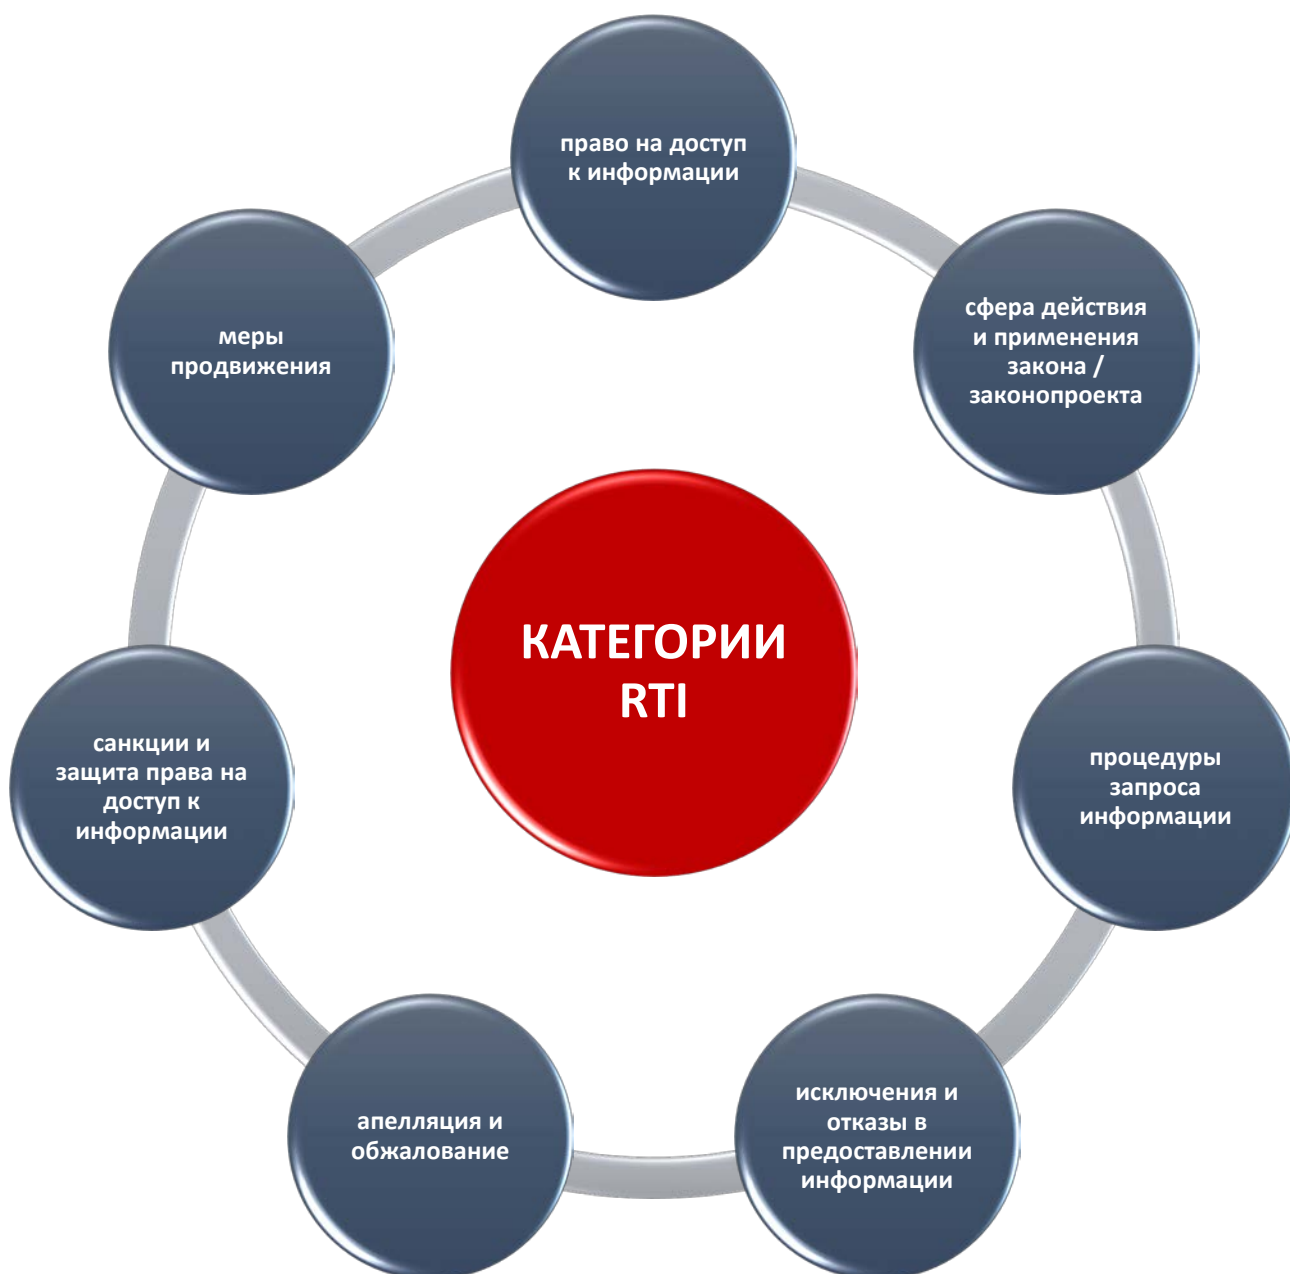 право на доступ
к информации
сфера действия
и применения
закона /
законопроекта
процедуры
запроса
информации
исключения и
отказы в
предоставлении
информации
апелляция и
обжалование
санкции и
защита права на
доступ к
информации
меры
продвижения
КАТЕГОРИИ
RTI